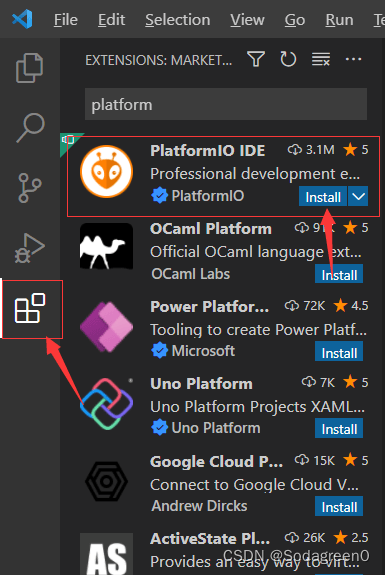 File Edit Selection View Go Run T
EXTENSIONS: MARKET...
platform
PlatformIO IDE 3.1M 5
Professional development e...
PlatformIO Install
OCaml Platform 5
Official OCaml language ext...
OCaml Labs Install
Power Platfor... 72K 4.5
Tooling to create Power Platf...
Microsoft Install
Uno Platform 7K 5
Uno Platform Projects XAML...
Uno Platform Install
Google Cloud P... 15K 5
Connect to Google Cloud V...
Andrew Dircks Install
ActiveState Pl... 26K 2.5
AS Provides an easy way to virt...
CSDN @Sodagreen0